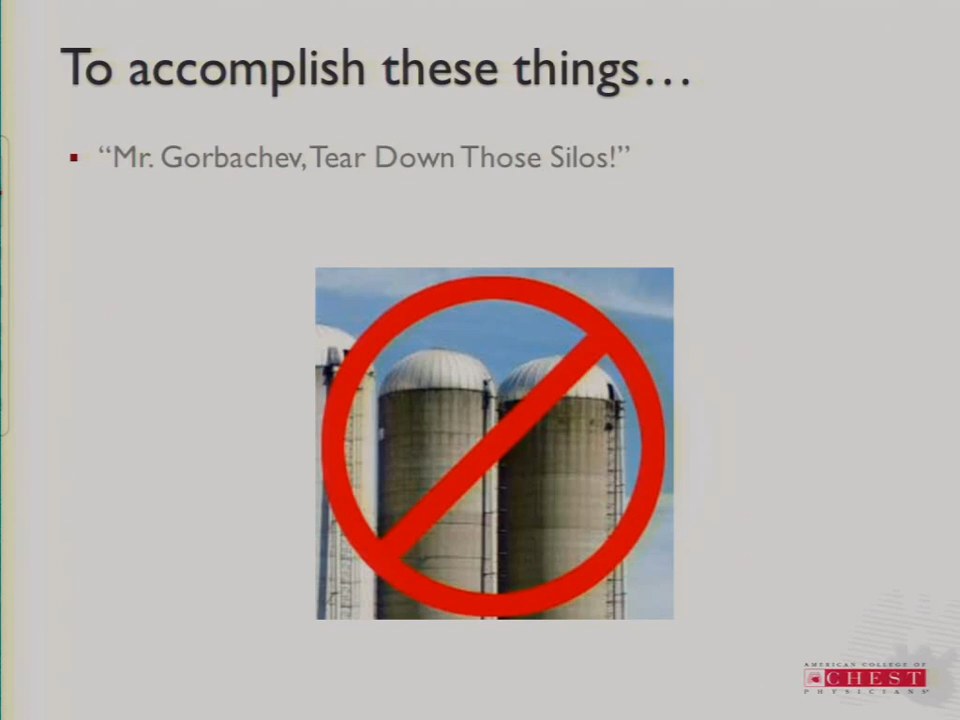 To accomplish these things…
“Mr. Gorbachev, Tear Down Those Silos!”
AMERICAN COLLEGE OF
CHEST
PHYSICIANS